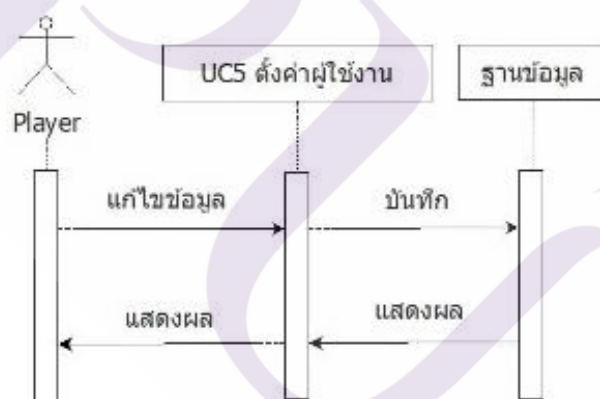 UC5 ตั้งค่าผู้ใช้งาน
ฐานข้อมูล
Player
แก้ไขข้อมูล
บันทึก
แสดงผล
แสดงผล